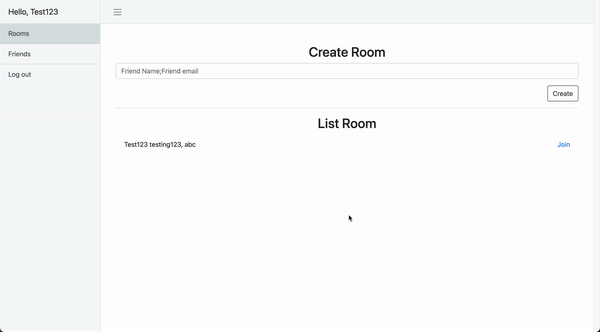 Hello, Test123
Rooms
Friends
Log out
Create Room
Friend Name;Friend email
Create
List Room
Test123 testing123, abc
Join